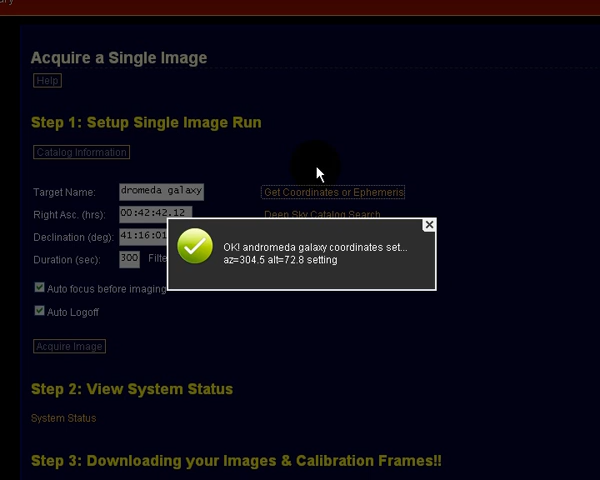 Acquire a Single Image
Help
Step 1: Setup Single Image Run
Catalog Information
Target Name: dromeda galaxy Get Coordinates or Ephemeris
Right Asc. (hrs): 00:42:42.12 Deep Sky Catalog Search
Declination (deg): 41:16:01
OK! andromeda galaxy coordinates set...
az=304.5 alt=72.8 setting
Duration (sec): 300
Auto focus before imaging
Auto Logoff
Acquire Image
Step 2: View System Status
System Status
Step 3: Downloading your Images & Calibration Frames!!